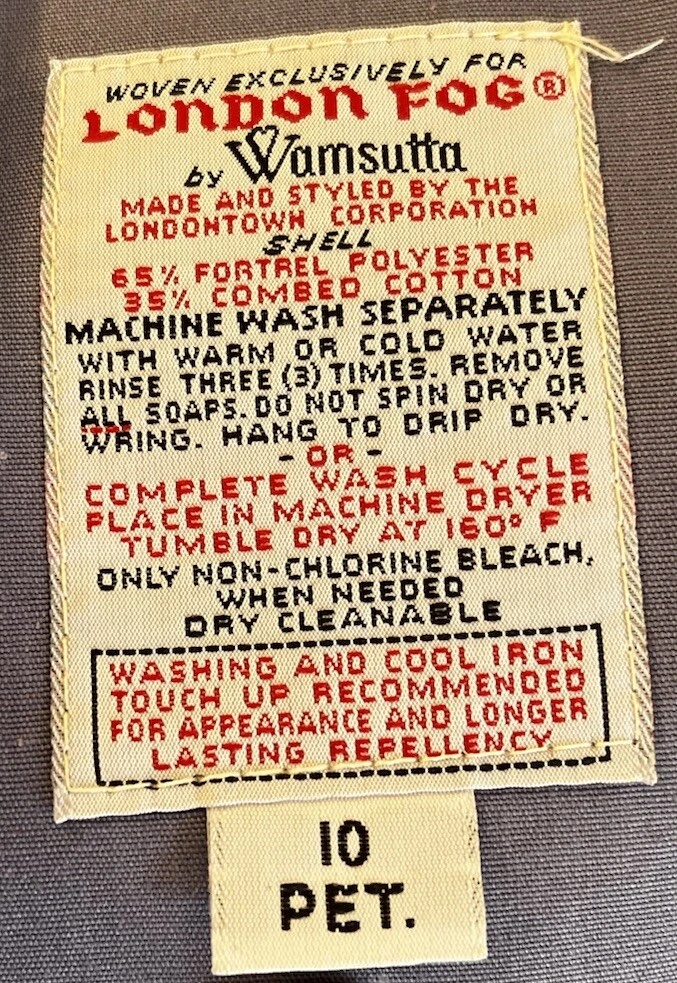 WOVEN EXCLUSIVELY FOR
LONDON FOG®
by Wamsutta
MADE AND STYLED BY THE
LONDONTOWN CORPORATION
SHELL
65% FORTREL POLYESTER
35% COMBED COTTON
MACHINE WASH SEPARATELY
WITH WARM OR COLD WATER
RINSE THREE (3) TIMES. REMOVE
ALL SOAPS. DO NOT SPIN DRY OR
WRING. HANG TO DRIP DRY.
- OR -
COMPLETE WASH CYCLE
PLACE IN MACHINE DRYER
TUMBLE DRY AT 160° F
ONLY NON-CHLORINE BLEACH,
WHEN NEEDED
DRY CLEANABLE
WASHING AND COOL IRON
TOUCH UP RECOMMENDED
FOR APPEARANCE AND LONGER
LASTING REPELLENCY
10
PET.